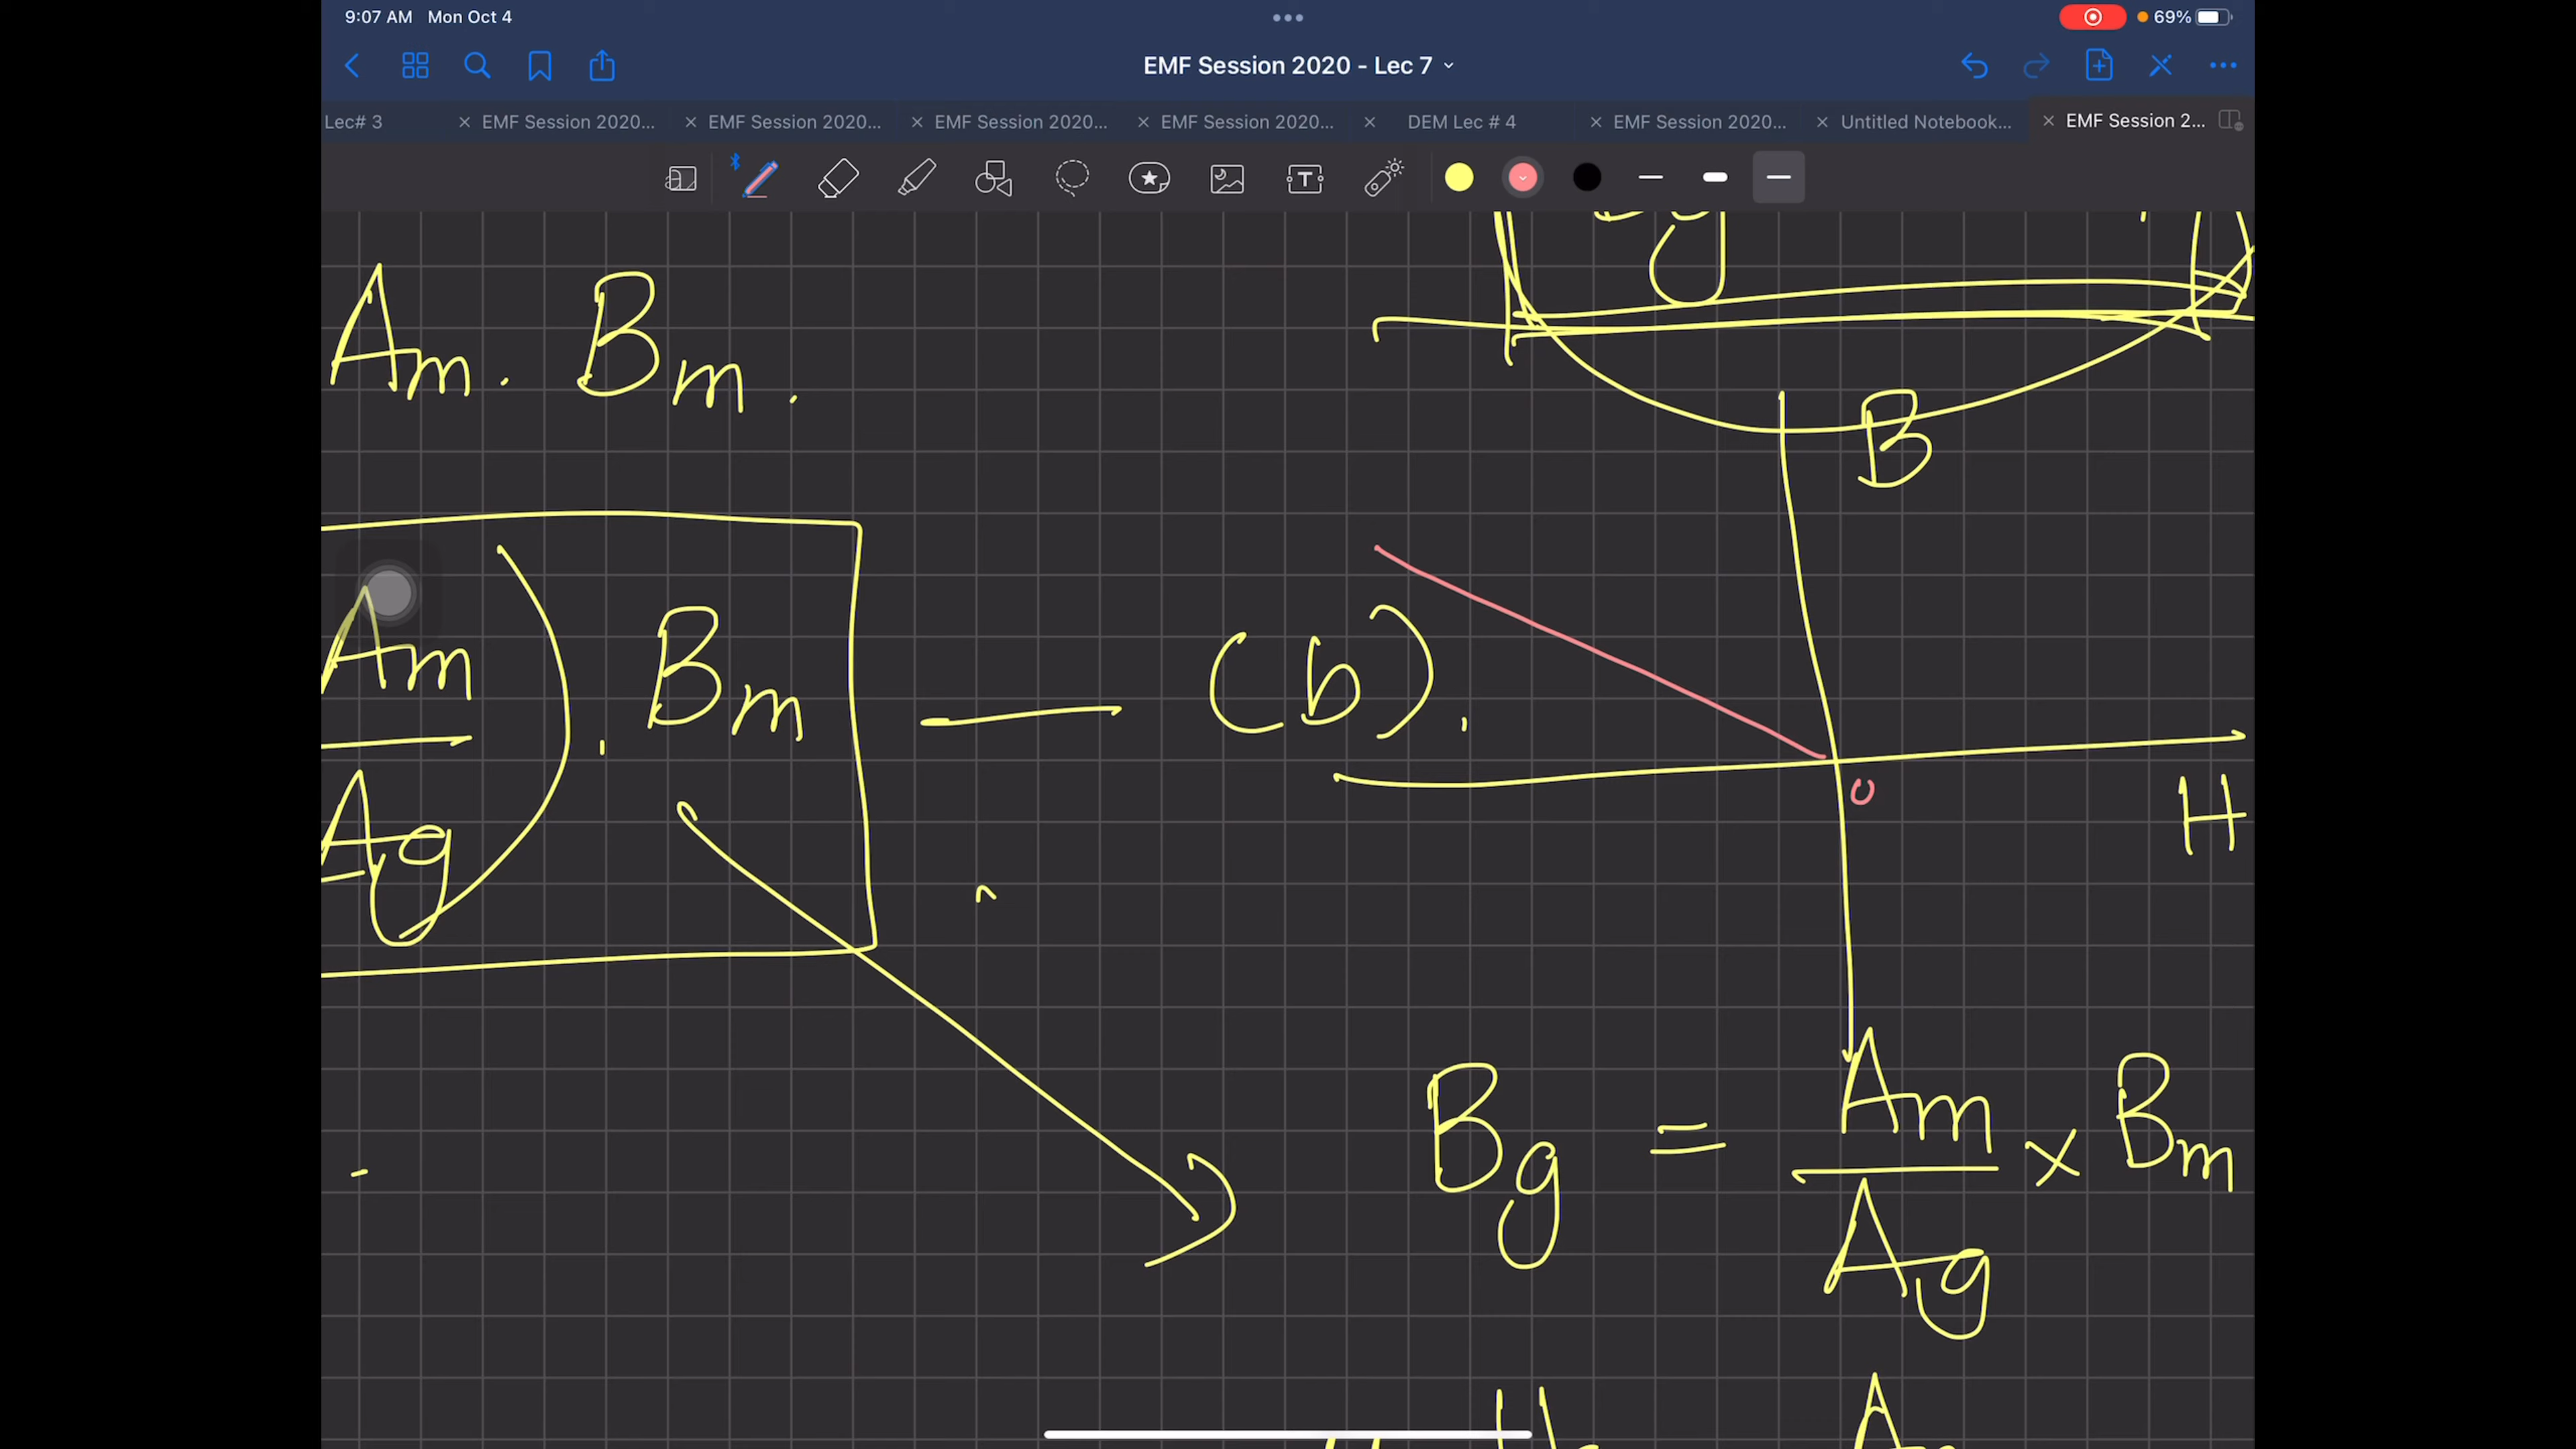 9:07 AM Mon Oct 4 69%
EMF Session 2020 - Lec 7
Lec# 3 EMF Session 2020... EMF Session 2020... EMF Session 2020... EMF Session 2020... DEM Lec # 4 EMF Session 2020... Untitled Notebook... EMF Session 2...
Am. Bm.
B
Am
Ag
) . Bm — (b).
0
H
Bg = Am × Bm
Ag